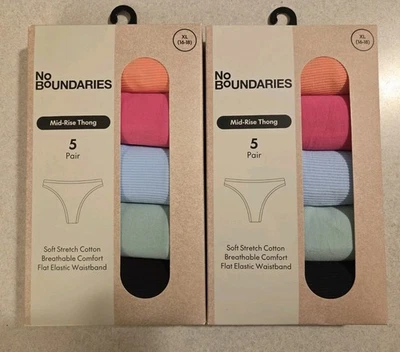 XL
(16-18)
No
BOUNDARIES
Mid-Rise Thong
5
Pair
Soft Stretch Cotton
Breathable Comfort
Flat Elastic Waistband
XL
(16-18)
No
BOUNDARIES
Mid-Rise Thong
5
Pair
Soft Stretch Cotton
Breathable Comfort
Flat Elastic Waistband